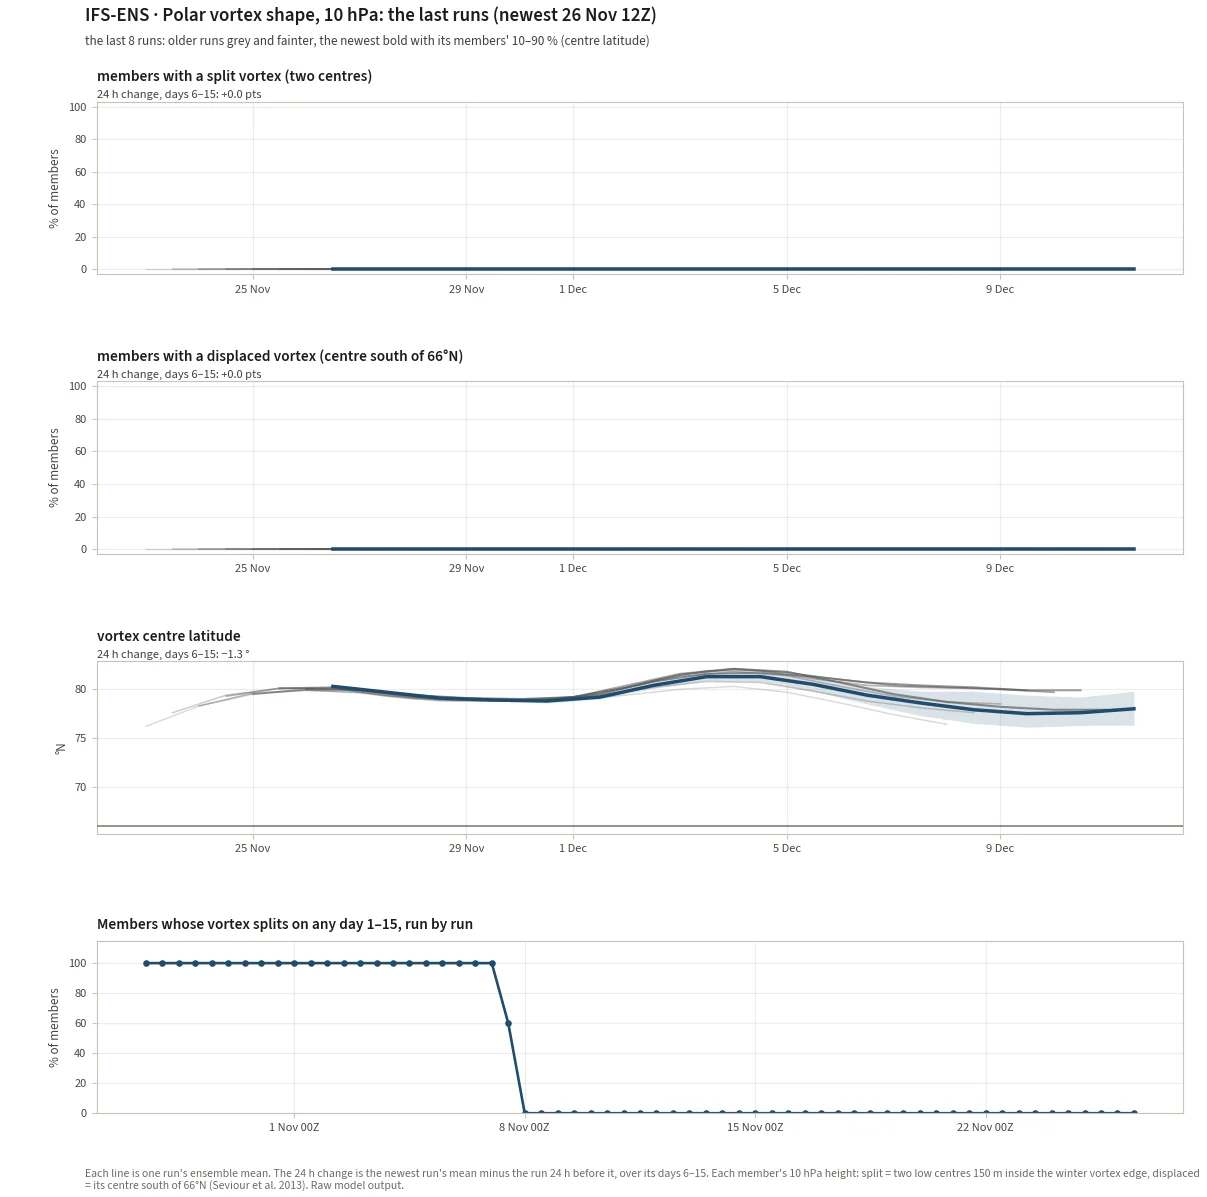 IFS-ENS · Polar vortex shape, 10 hPa: the last runs (newest 26 Nov 12Z)
the last 8 runs: older runs grey and fainter, the newest bold with its members' 10–90 % (centre latitude)
members with a split vortex (two centres)
24 h change, days 6–15: +0.0 pts
100
80
60
40
20
0
% of members
25 Nov
29 Nov
1 Dec
5 Dec
9 Dec
members with a displaced vortex (centre south of 66°N)
24 h change, days 6–15: +0.0 pts
100
80
60
40
20
0
% of members
25 Nov
29 Nov
1 Dec
5 Dec
9 Dec
vortex centre latitude
24 h change, days 6–15: −1.3 °
80
75
70
°N
25 Nov
29 Nov
1 Dec
5 Dec
9 Dec
Members whose vortex splits on any day 1–15, run by run
100
80
60
40
20
0
% of members
1 Nov 00Z
8 Nov 00Z
15 Nov 00Z
22 Nov 00Z
Each line is one run's ensemble mean. The 24 h change is the newest run's mean minus the run 24 h before it, over its days 6–15. Each member's 10 hPa height: split = two low centres 150 m inside the winter vortex edge, displaced
= its centre south of 66°N (Seviour et al. 2013). Raw model output.